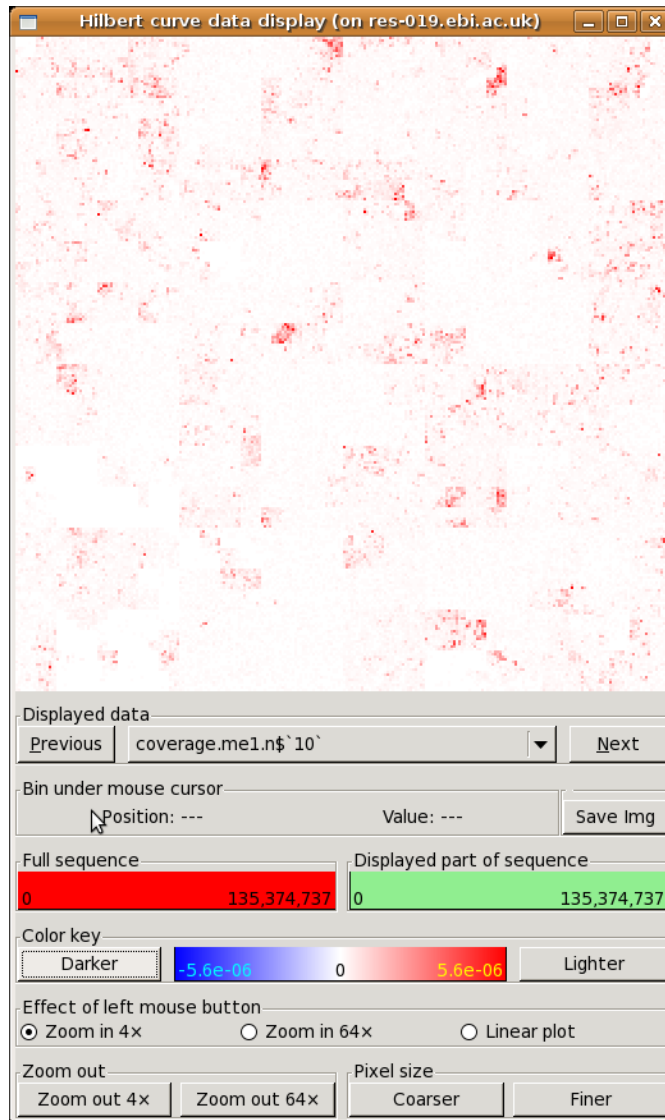 Hilbert curve data display (on res-019.ebi.ac.uk)
Displayed data
Previous coverage.me1.n$`10` Next
Bin under mouse cursor
Position: --- Value: --- Save Img
Full sequence Displayed part of sequence
0 135,374,737 0 135,374,737
Color key
Darker -5.6e-06 0 5.6e-06 Lighter
Effect of left mouse button
Zoom in 4× Zoom in 64× Linear plot
Zoom out Pixel size
Zoom out 4× Zoom out 64× Coarser Finer